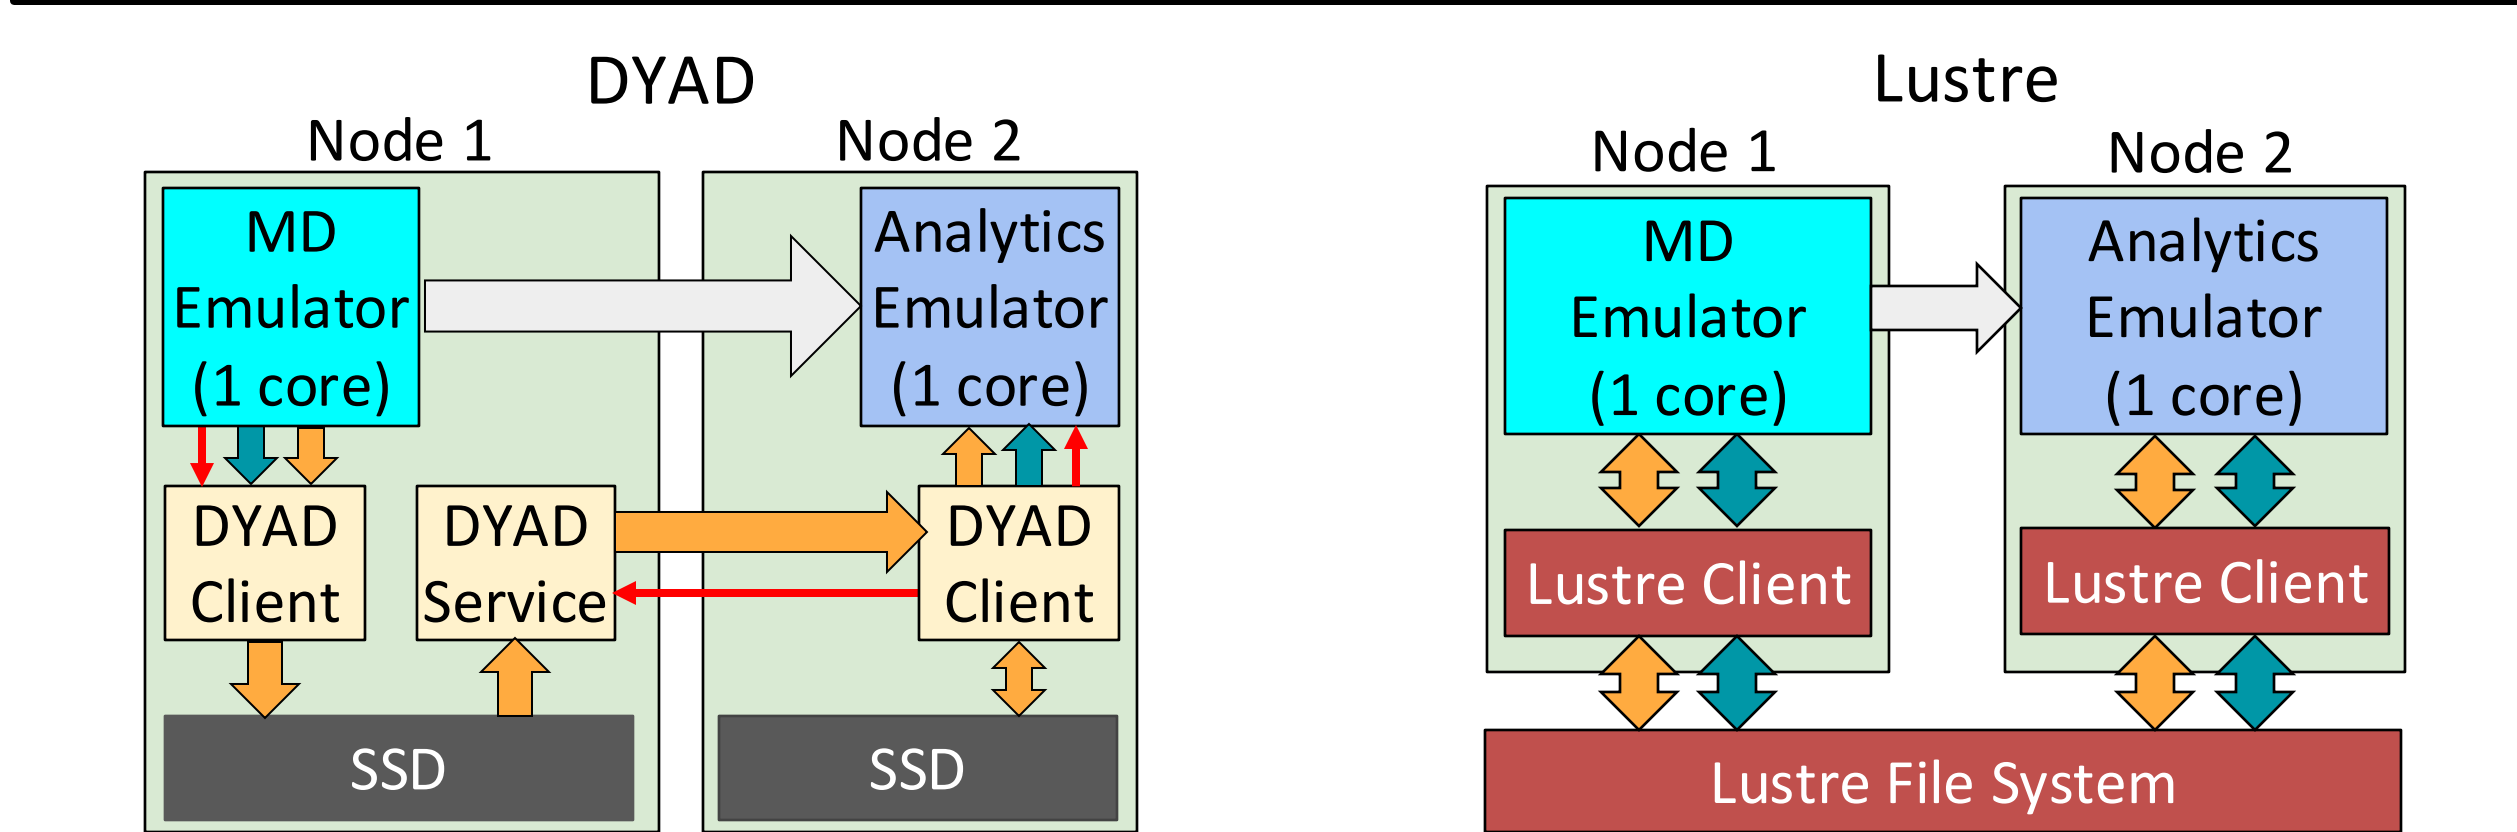 DYAD
Node 1
Node 2
MD
Emulator
(1 core)
Analytics
Emulator
(1 core)
DYAD
Client
DYAD
Service
DYAD
Client
SSD
SSD
Lustre
Node 1
Node 2
MD
Emulator
(1 core)
Analytics
Emulator
(1 core)
Lustre Client
Lustre Client
Lustre File System